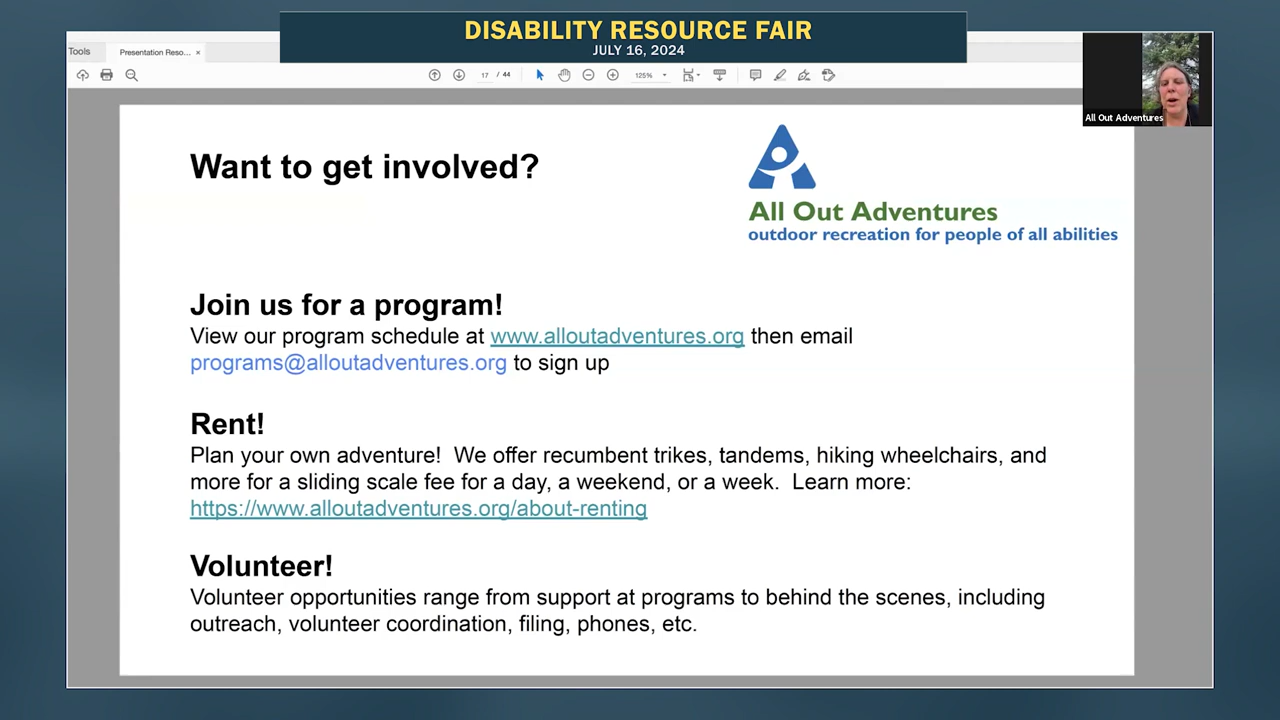 DISABILITY RESOURCE FAIR
JULY 16, 2024
Tools
Presentation Reso... ×
17 / 44
125%
All Out Adventures
Want to get involved?
All Out Adventures
outdoor recreation for people of all abilities
Join us for a program!
View our program schedule at www.alloutadventures.org then email
programs@alloutadventures.org to sign up
Rent!
Plan your own adventure! We offer recumbent trikes, tandems, hiking wheelchairs, and
more for a sliding scale fee for a day, a weekend, or a week. Learn more:
https://www.alloutadventures.org/about-renting
Volunteer!
Volunteer opportunities range from support at programs to behind the scenes, including
outreach, volunteer coordination, filing, phones, etc.